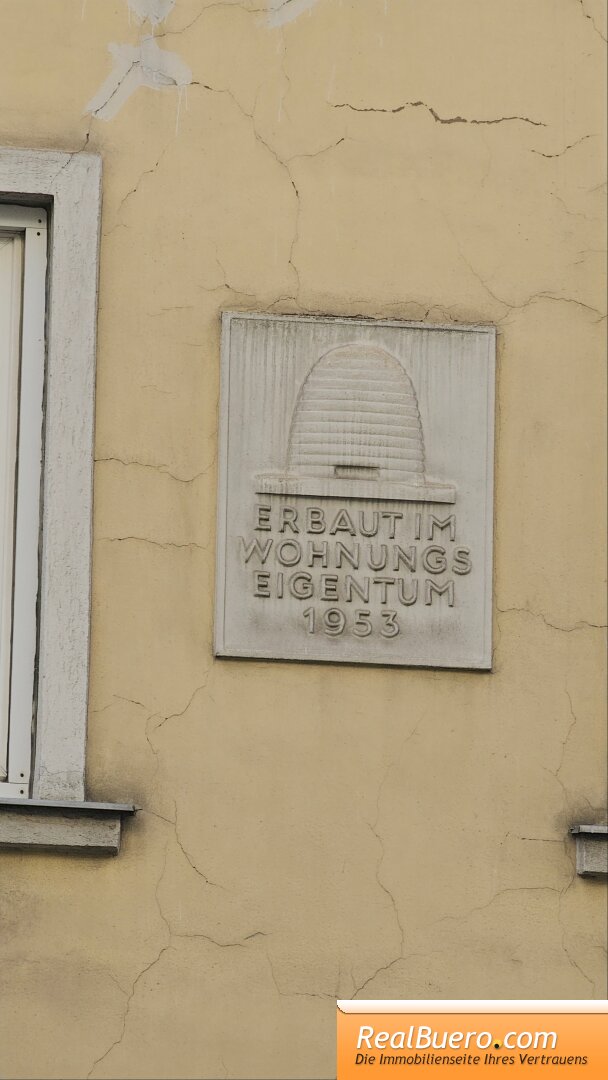 ERBAUT IM
WOHNUNGS
EIGENTUM
1953
RealBuero.com
Die Immobilienseite Ihres Vertrauens